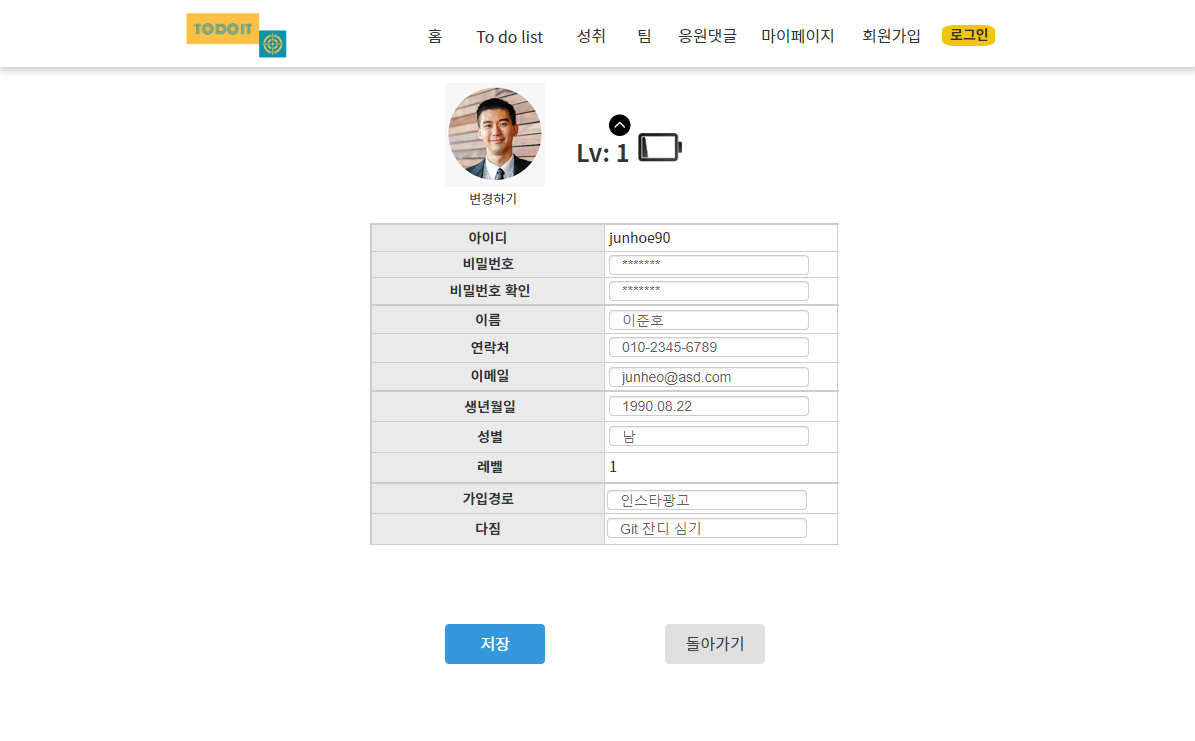 TODOIT
홈 To do list 성취 팀 응원댓글 마이페이지 회원가입 로그인
Lv: 1
변경하기
아이디 junhoe90
비밀번호 *******
비밀번호 확인 *******
이름 이준호
연락처 010-2345-6789
이메일 junheo@asd.com
생년월일 1990.08.22
성별 남
레벨 1
가입경로 인스타광고
다짐 Git 잔디 심기
저장 돌아가기